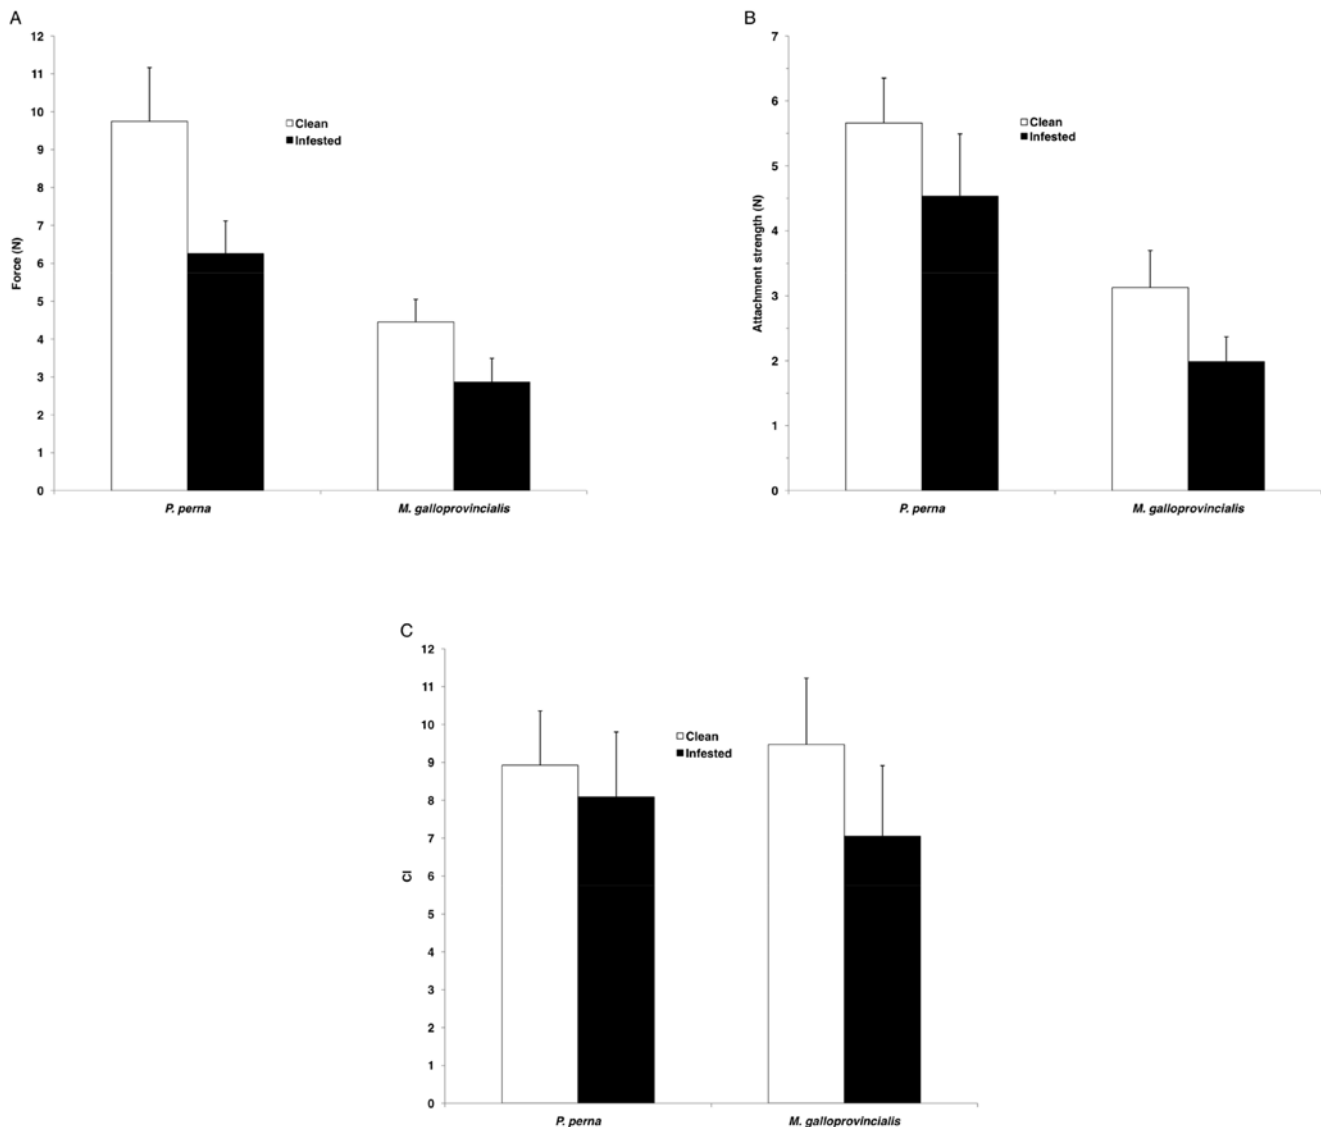 A
12
11
10
9
8
7
6
5
4
3
2
1
0
Force (N)
Clean
Infested
P. perna
M. galloprovincialis
B
7
6
5
4
3
2
1
0
Attachment strength (N)
Clean
Infested
P. perna
M. galloprovincialis
C
12
11
10
9
8
7
6
5
4
3
2
1
0
CI
Clean
Infested
P. perna
M. galloprovincialis